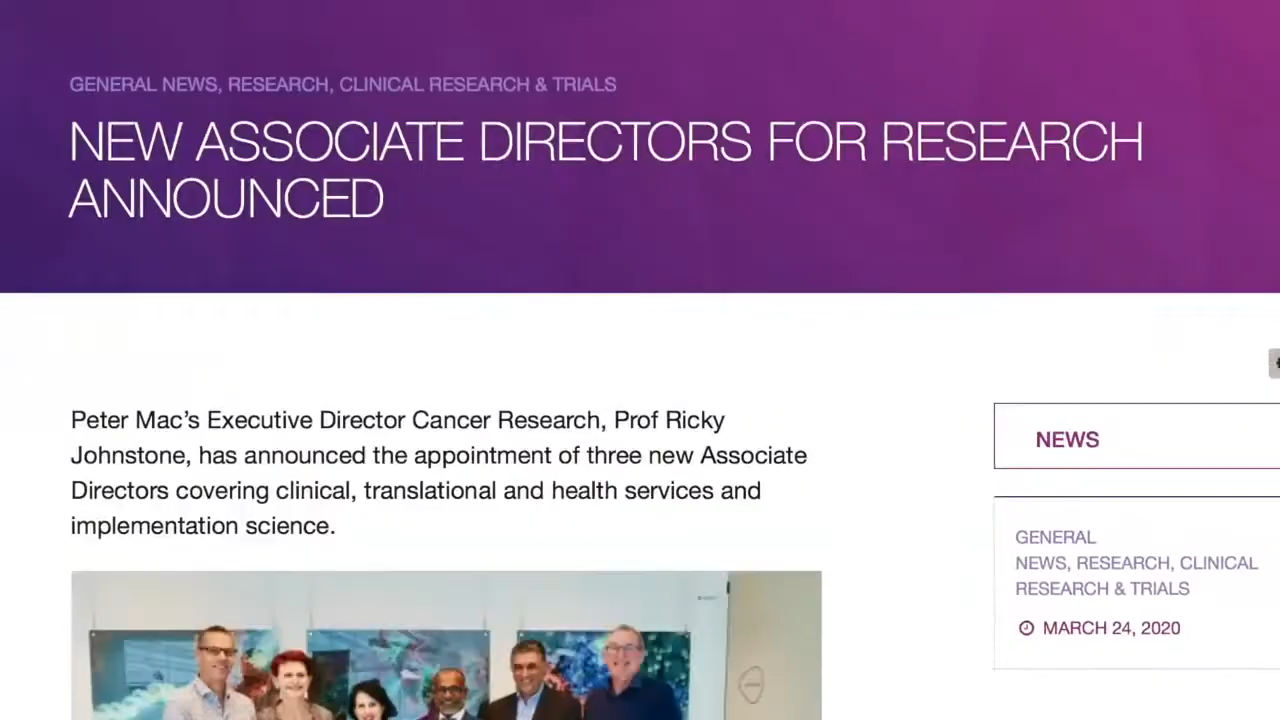 GENERAL NEWS, RESEARCH, CLINICAL RESEARCH & TRIALS
NEW ASSOCIATE DIRECTORS FOR RESEARCH
ANNOUNCED
Peter Mac’s Executive Director Cancer Research, Prof Ricky
Johnstone, has announced the appointment of three new Associate
Directors covering clinical, translational and health services and
implementation science.
NEWS
GENERAL
NEWS, RESEARCH, CLINICAL
RESEARCH & TRIALS
MARCH 24, 2020